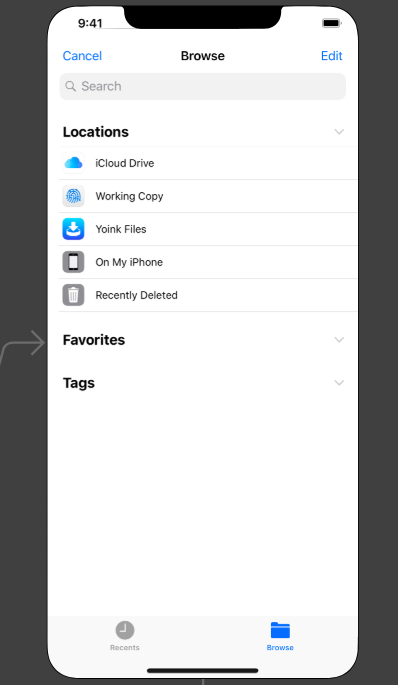 9:41
Cancel Browse Edit
Search
Locations
iCloud Drive
Working Copy
Yoink Files
On My iPhone
Recently Deleted
Favorites
Tags
Recents Browse